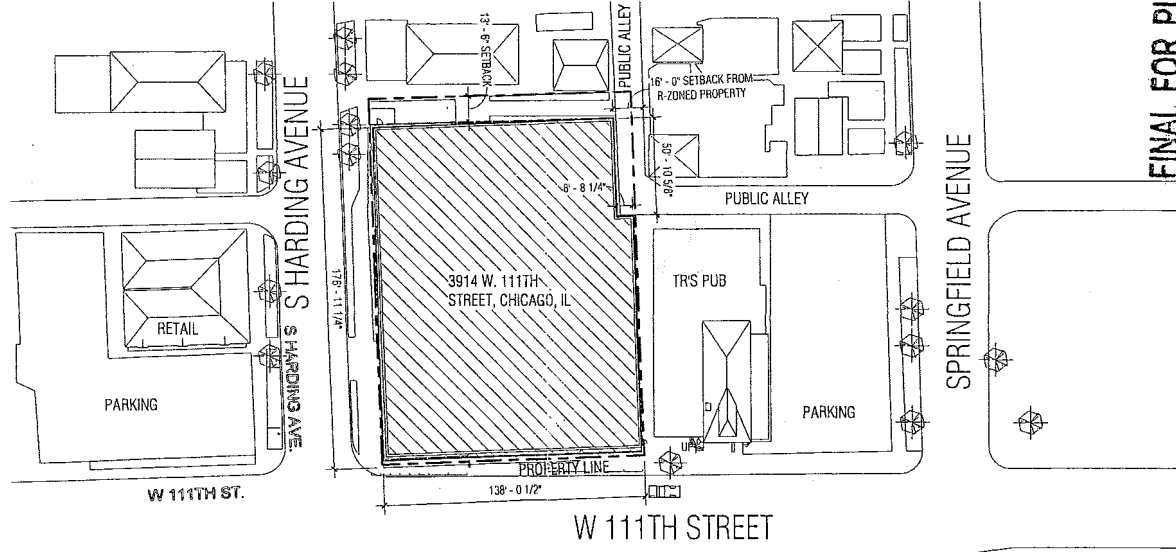 FINAL FOR
13' - 6" SETBACK
PUBLIC ALLEY
16' - 0" SETBACK FROM
R-ZONED PROPERTY
S HARDING AVENUE
50' - 10 5/8"
8' - 8 1/4"
PUBLIC ALLEY
SPRINGFIELD AVENUE
3914 W. 111TH
STREET, CHICAGO, IL
TR'S PUB
178' - 11 1/4"
RETAIL
S HARDING AVE.
PARKING
PARKING
PROPERTY LINE
W 111TH ST.
138' - 0 1/2"
W 111TH STREET